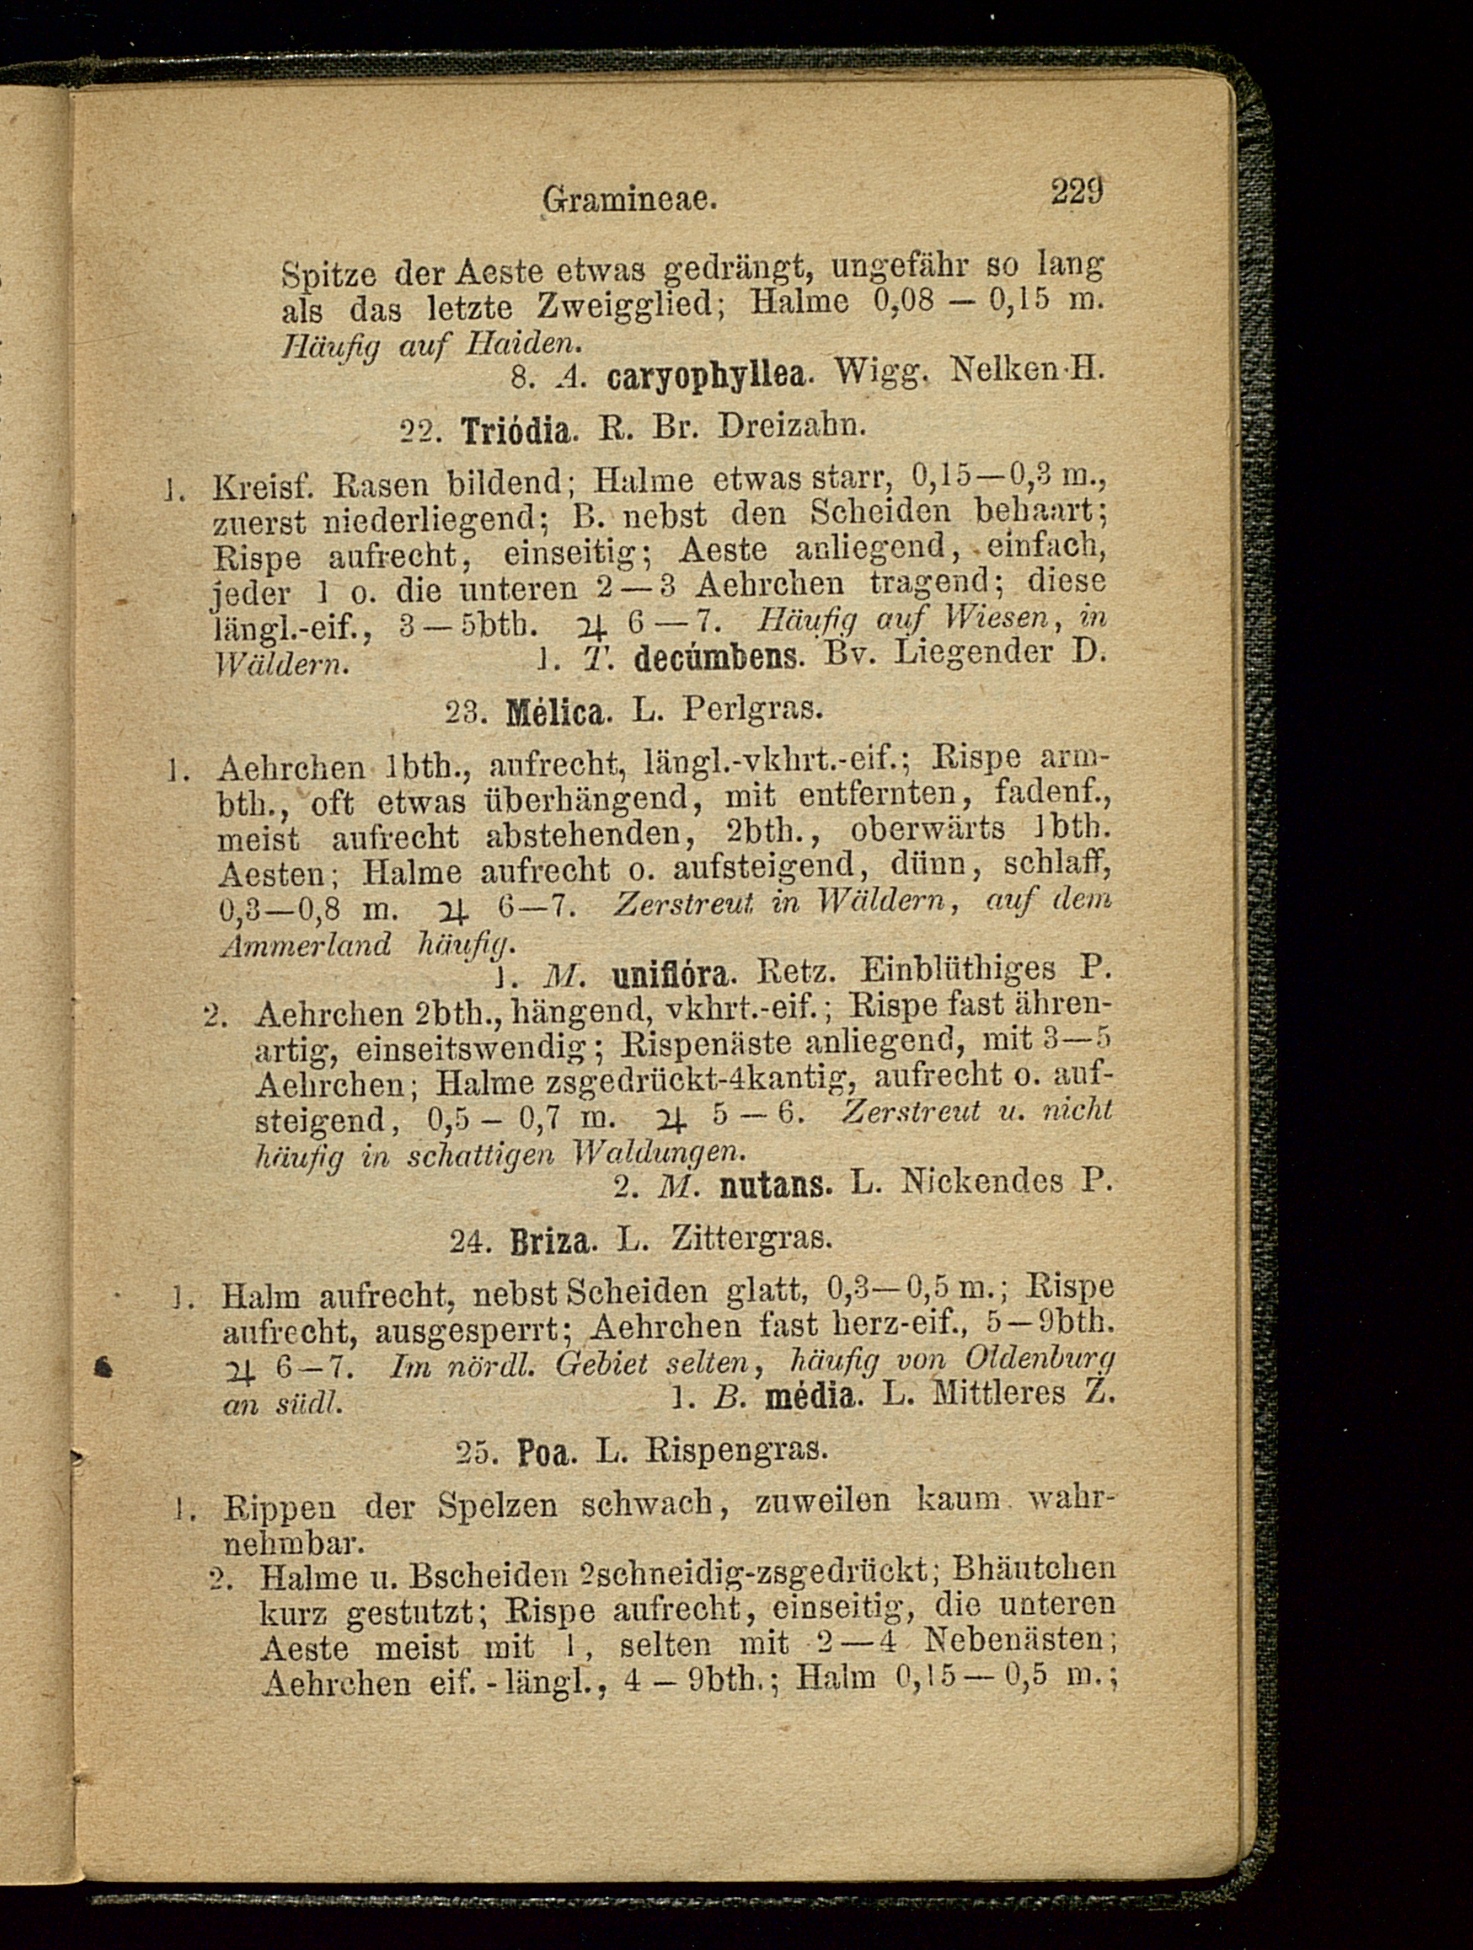 Gramineae. 229
Spitze der Aeste etwas gedrängt, ungefähr so lang
als das letzte Zweigglied; Halme 0,08 — 0,15 m.
Häufig auf Haiden.
8. A. caryophyllea. Wigg. Nelken-H.
22. Triódia. R. Br. Dreizahn.
1. Kreisf. Rasen bildend; Halme etwas starr, 0,15—0,3 m.,
zuerst niederliegend; B. nebst den Scheiden behaart;
Rispe aufrecht, einseitig; Aeste anliegend, einfach,
jeder 1 o. die unteren 2 — 3 Aehrchen tragend; diese
längl.-eif., 3 — 5bth. ♃ 6 — 7. Häufig auf Wiesen, in
Wäldern. 1. T. decúmbens. Bv. Liegender D.
23. Mélica. L. Perlgras.
1. Aehrchen 1bth., aufrecht, längl.-vkhrt.-eif.; Rispe arm-
bth., oft etwas überhängend, mit entfernten, fadenf.,
meist aufrecht abstehenden, 2bth., oberwärts 1bth.
Aesten; Halme aufrecht o. aufsteigend, dünn, schlaff,
0,3—0,8 m. ♃ 6—7. Zerstreut in Wäldern, auf dem
Ammerland häufig.
1. M. uniflóra. Retz. Einblüthiges P.
2. Aehrchen 2bth., hängend, vkhrt.-eif.; Rispe fast ähren-
artig, einseitswendig; Rispenäste anliegend, mit 3—5
Aehrchen; Halme zsgedrückt-4kantig, aufrecht o. auf-
steigend, 0,5 — 0,7 m. ♃ 5 — 6. Zerstreut u. nicht
häufig in schattigen Waldungen.
2. M. nutans. L. Nickendes P.
24. Briza. L. Zittergras.
1. Halm aufrecht, nebst Scheiden glatt, 0,3—0,5 m.; Rispe
aufrecht, ausgesperrt; Aehrchen fast herz-eif., 5—9bth.
♃ 6—7. Im nördl. Gebiet selten, häufig von Oldenburg
an südl. 1. B. média. L. Mittleres Z.
25. Poa. L. Rispengras.
1. Rippen der Spelzen schwach, zuweilen kaum wahr-
nehmbar.
2. Halme u. Bscheiden 2schneidig-zsgedrückt; Bhäutchen
kurz gestutzt; Rispe aufrecht, einseitig, die unteren
Aeste meist mit 1, selten mit 2—4 Nebenästen;
Aehrchen eif.-längl., 4 — 9bth.; Halm 0,15 — 0,5 m.;